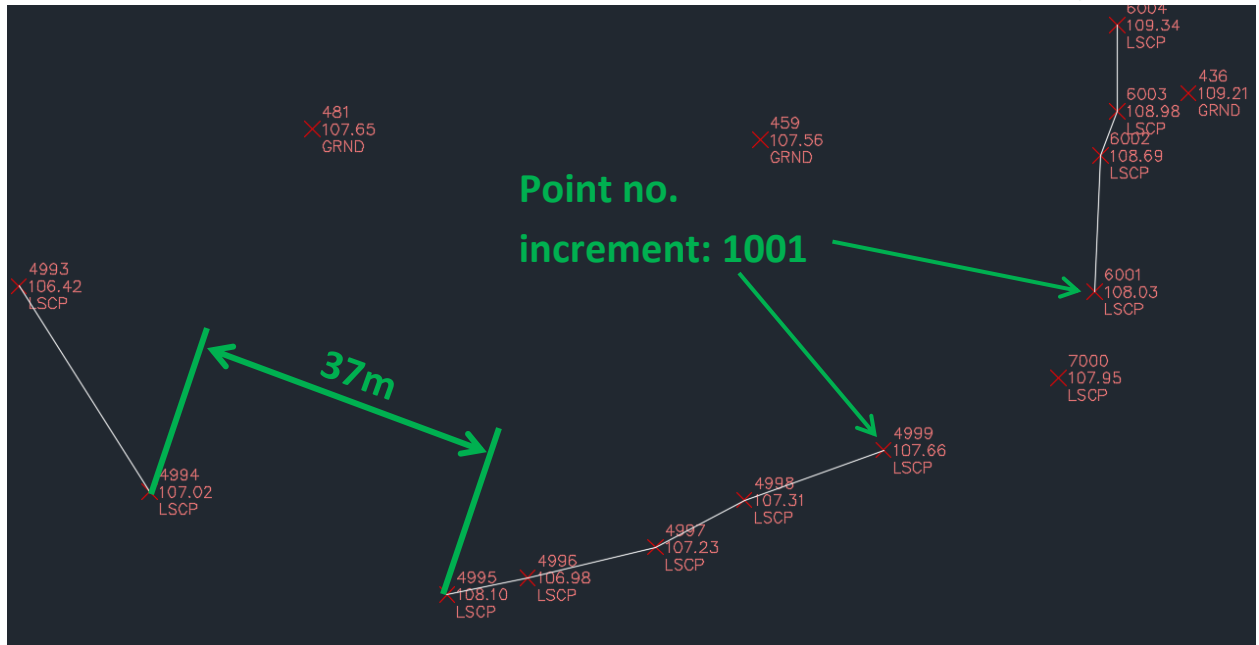 6004
109.34
LSCP
436
109.21
GRND
6003
108.98
LSCP
6002
108.69
LSCP
481
107.65
GRND
459
107.56
GRND
Point no.
increment: 1001
4993
106.42
LSCP
6001
108.03
LSCP
37m
7000
107.95
LSCP
4999
107.66
LSCP
4994
107.02
LSCP
4998
107.31
LSCP
4997
107.23
LSCP
4996
106.98
LSCP
4995
108.10
LSCP